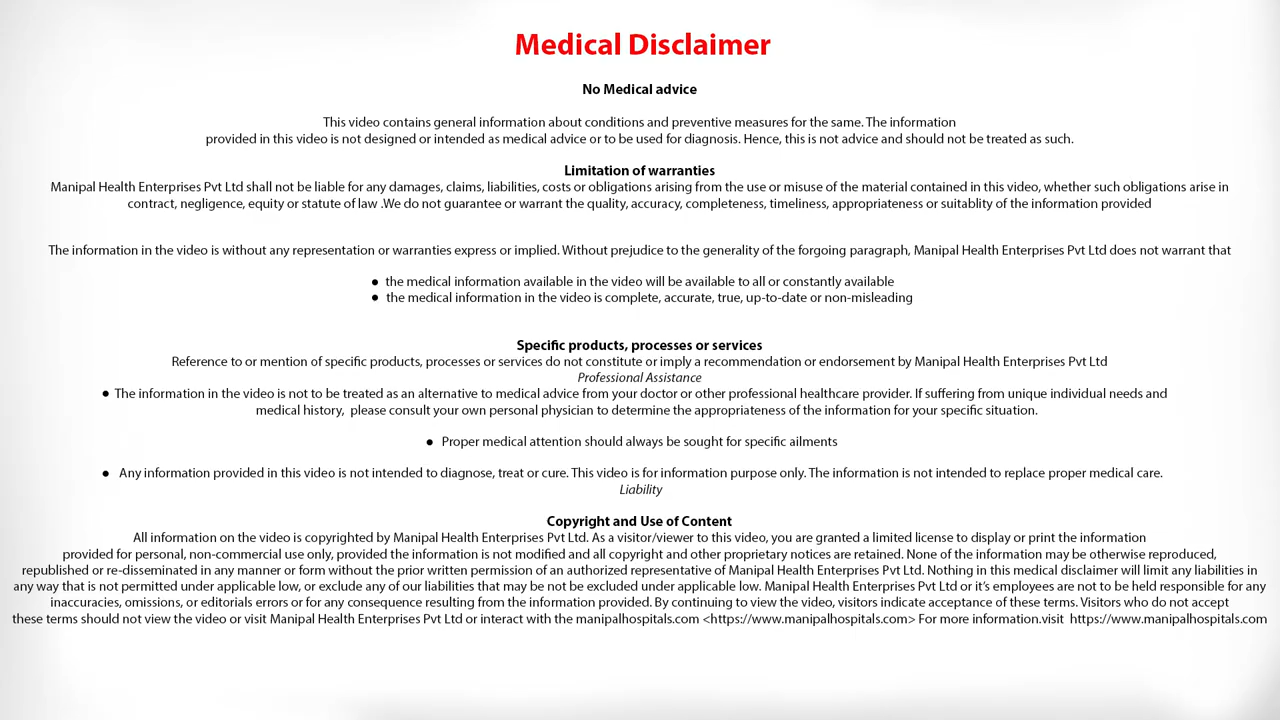 Medical Disclaimer
No Medical advice
This video contains general information about conditions and preventive measures for the same. The information
provided in this video is not designed or intended as medical advice or to be used for diagnosis. Hence, this is not advice and should not be treated as such.
Limitation of warranties
Manipal Health Enterprises Pvt Ltd shall not be liable for any damages, claims, liabilities, costs or obligations arising from the use or misuse of the material contained in this video, whether such obligations arise in
contract, negligence, equity or statute of law .We do not guarantee or warrant the quality, accuracy, completeness, timeliness, appropriateness or suitablity of the information provided
The information in the video is without any representation or warranties express or implied. Without prejudice to the generality of the forgoing paragraph, Manipal Health Enterprises Pvt Ltd does not warrant that
● the medical information available in the video will be available to all or constantly available
● the medical information in the video is complete, accurate, true, up-to-date or non-misleading
Specific products, processes or services
Reference to or mention of specific products, processes or services do not constitute or imply a recommendation or endorsement by Manipal Health Enterprises Pvt Ltd
Professional Assistance
● The information in the video is not to be treated as an alternative to medical advice from your doctor or other professional healthcare provider. If suffering from unique individual needs and
medical history, please consult your own personal physician to determine the appropriateness of the information for your specific situation.
● Proper medical attention should always be sought for specific ailments
● Any information provided in this video is not intended to diagnose, treat or cure. This video is for information purpose only. The information is not intended to replace proper medical care.
Liability
Copyright and Use of Content
All information on the video is copyrighted by Manipal Health Enterprises Pvt Ltd. As a visitor/viewer to this video, you are granted a limited license to display or print the information
provided for personal, non-commercial use only, provided the information is not modified and all copyright and other proprietary notices are retained. None of the information may be otherwise reproduced,
republished or re-disseminated in any manner or form without the prior written permission of an authorized representative of Manipal Health Enterprises Pvt Ltd. Nothing in this medical disclaimer will limit any liabilities in
any way that is not permitted under applicable low, or exclude any of our liabilities that may be not be excluded under applicable low. Manipal Health Enterprises Pvt Ltd or it's employees are not to be held responsible for any
inaccuracies, omissions, or editorials errors or for any consequence resulting from the information provided. By continuing to view the video, visitors indicate acceptance of these terms. Visitors who do not accept
these terms should not view the video or visit Manipal Health Enterprises Pvt Ltd or interact with the manipalhospitals.com <https://www.manipalhospitals.com> For more information.visit https://www.manipalhospitals.com